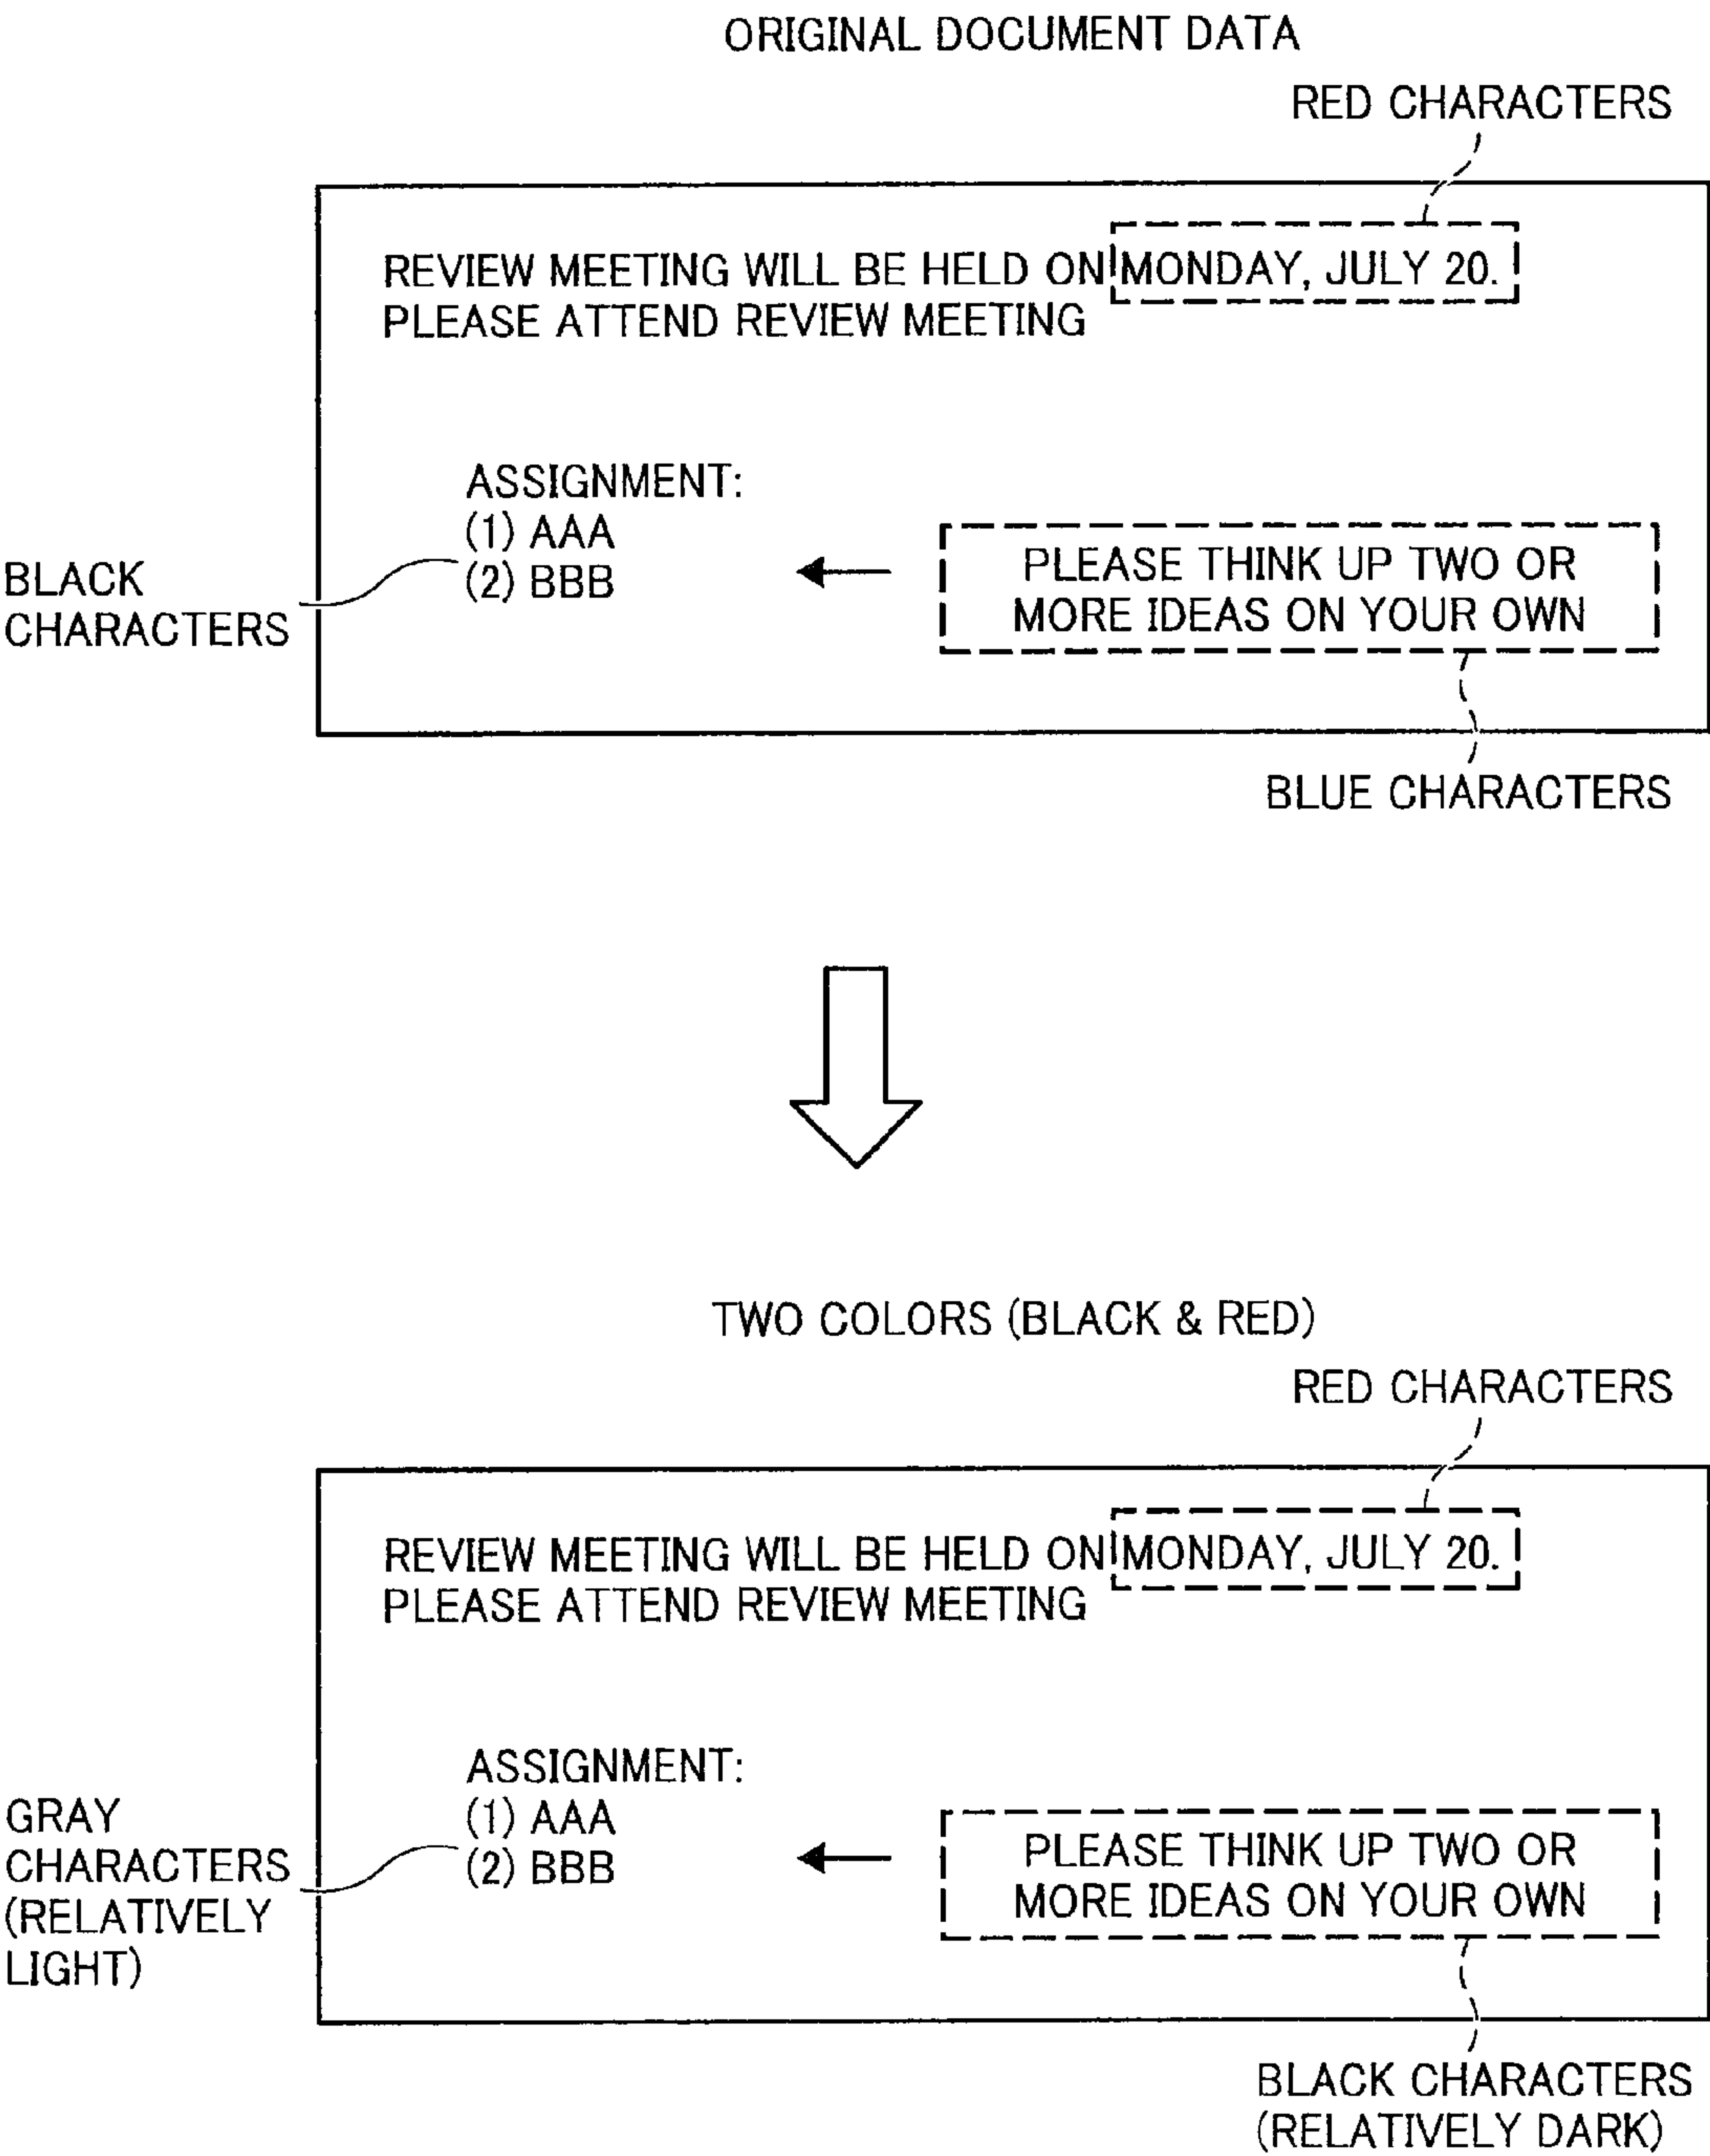 ORIGINAL DOCUMENT DATA
RED CHARACTERS
REVIEW MEETING WILL BE HELD ON MONDAY, JULY 20.
PLEASE ATTEND REVIEW MEETING
ASSIGNMENT:
(1) AAA
(2) BBB
BLACK
CHARACTERS
PLEASE THINK UP TWO OR
MORE IDEAS ON YOUR OWN
BLUE CHARACTERS
TWO COLORS (BLACK & RED)
RED CHARACTERS
REVIEW MEETING WILL BE HELD ON MONDAY, JULY 20.
PLEASE ATTEND REVIEW MEETING
ASSIGNMENT:
(1) AAA
(2) BBB
GRAY
CHARACTERS
(RELATIVELY
LIGHT)
PLEASE THINK UP TWO OR
MORE IDEAS ON YOUR OWN
BLACK CHARACTERS
(RELATIVELY DARK)